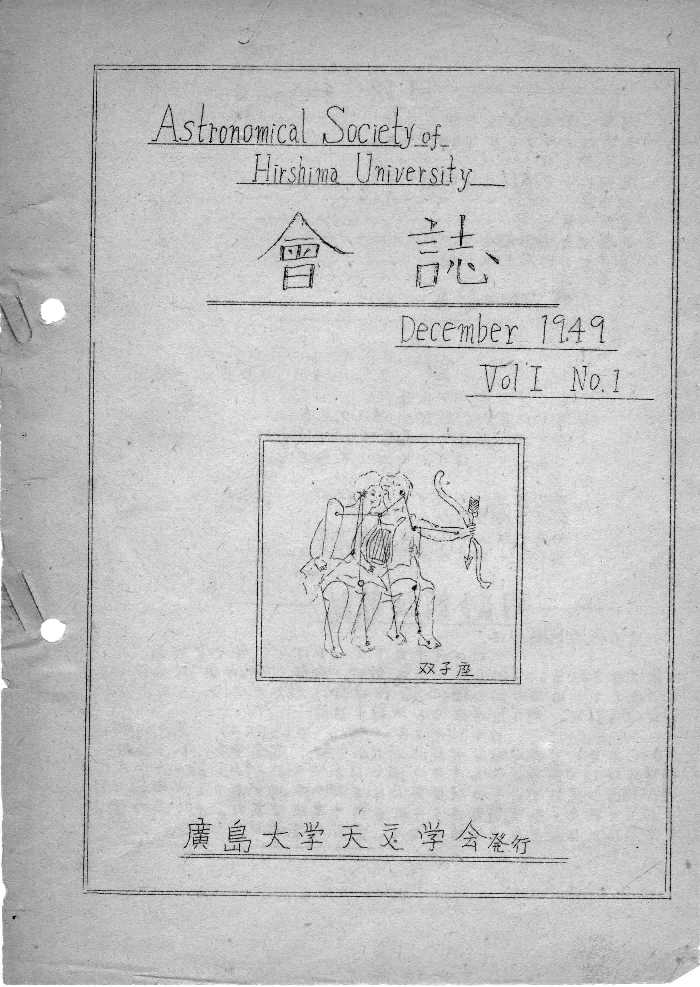 Astronomical Society of
Hirshima University
會誌
December 1949
Vol I No. 1
双子座
廣島大学天文学会発行